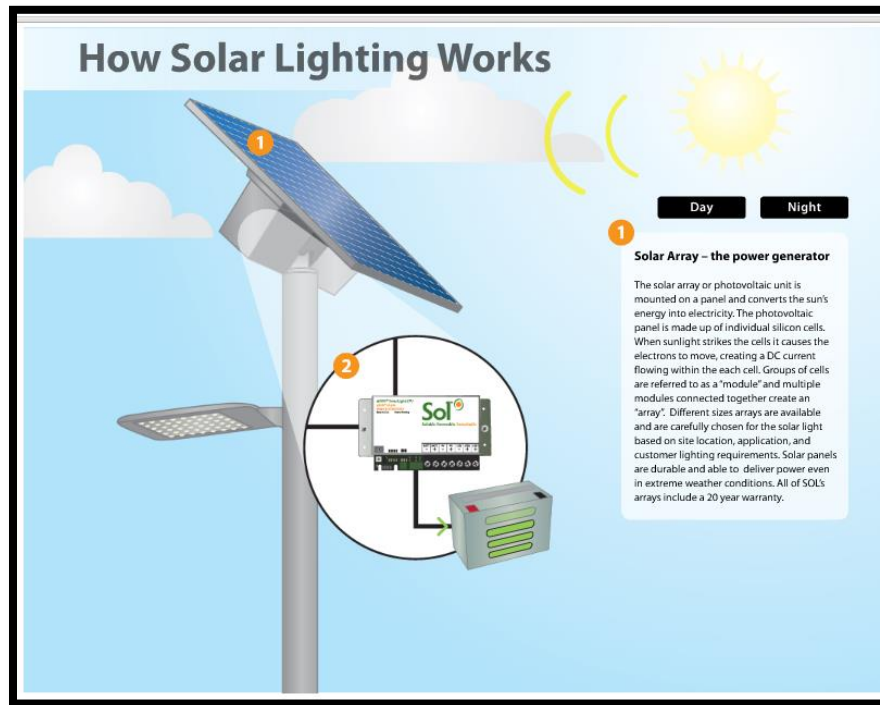 How Solar Lighting Works
1
Day
Night
1
Solar Array – the power generator
The solar array or photovoltaic unit is
mounted on a panel and converts the sun's
energy into electricity. The photovoltaic
panel is made up of individual silicon cells.
When sunlight strikes the cells it causes the
electrons to move, creating a DC current
flowing within the each cell. Groups of cells
are referred to as a "module" and multiple
modules connected together create an
"array". Different sizes arrays are available
and are carefully chosen for the solar light
based on site location, application, and
customer lighting requirements. Solar panels
are durable and able to deliver power even
in extreme weather conditions. All of SOL's
arrays include a 20 year warranty.
2
Sol